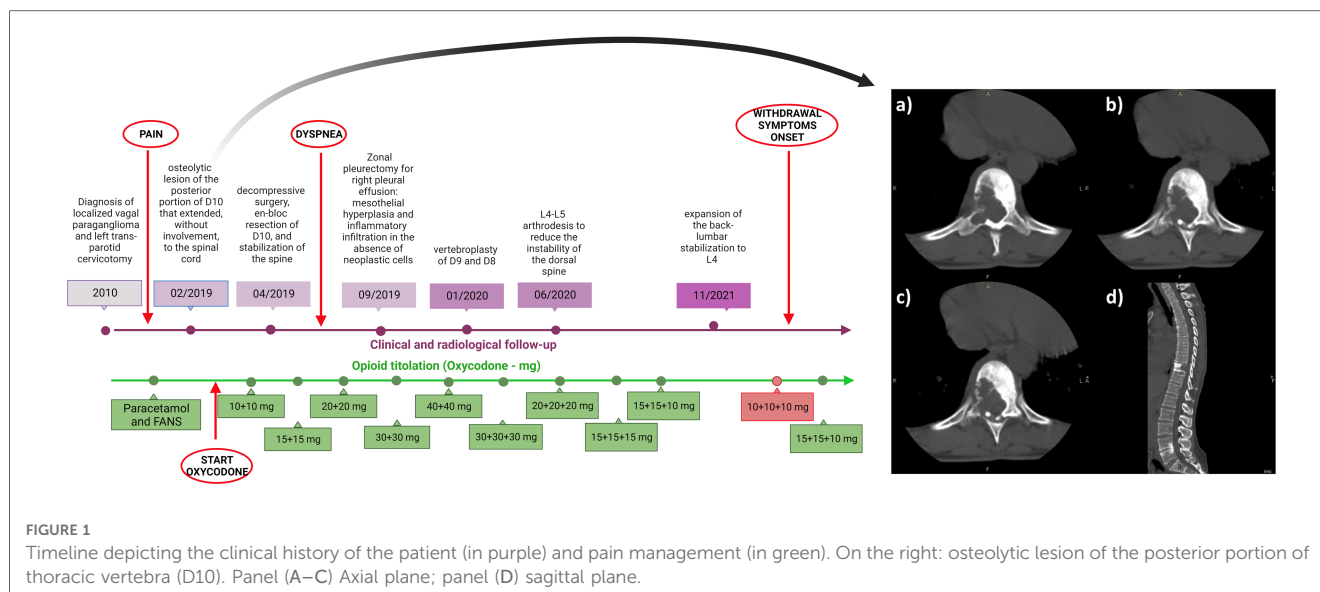 PAIN
DYSPNEA
WITHDRAWAL
SYMPTOMS
ONSET
Diagnosis of
localized vagal
paraganglioma
and left trans-
parotid
cervicotomy
osteolytic
lesion of the
posterior
portion of D10
that extended,
without
involvement,
to the spinal
cord
decompressive
surgery,
en-bloc
resection of
D10, and
stabilization of
the spine
Zonal
pleurectomy for
right pleural
effusion:
mesothelial
hyperplasia and
inflammatory
infiltration in the
absence of
neoplastic cells
vertebroplasty
of D9 and D8
L4-L5
arthrodesis to
reduce the
instability of
the dorsal
spine
expansion of
the back-
lumbar
stabilization to
L4
2010
02/2019
04/2019
09/2019
01/2020
06/2020
11/2021
Clinical and radiological follow-up
Opioid titolation (Oxycodone - mg)
Paracetamol
and FANS
10+10 mg
15+15 mg
20+20 mg
30+30 mg
40+40 mg
30+30+30 mg
20+20+20 mg
15+15+15 mg
15+15+10 mg
10+10+10 mg
15+15+10 mg
START
OXYCODONE
a)
b)
c)
d)
A
A
R
L
R
L
A
F
R
L
A
F
FIGURE 1
Timeline depicting the clinical history of the patient (in purple) and pain management (in green). On the right: osteolytic lesion of the posterior portion of
thoracic vertebra (D10). Panel (A–C) Axial plane; panel (D) sagittal plane.